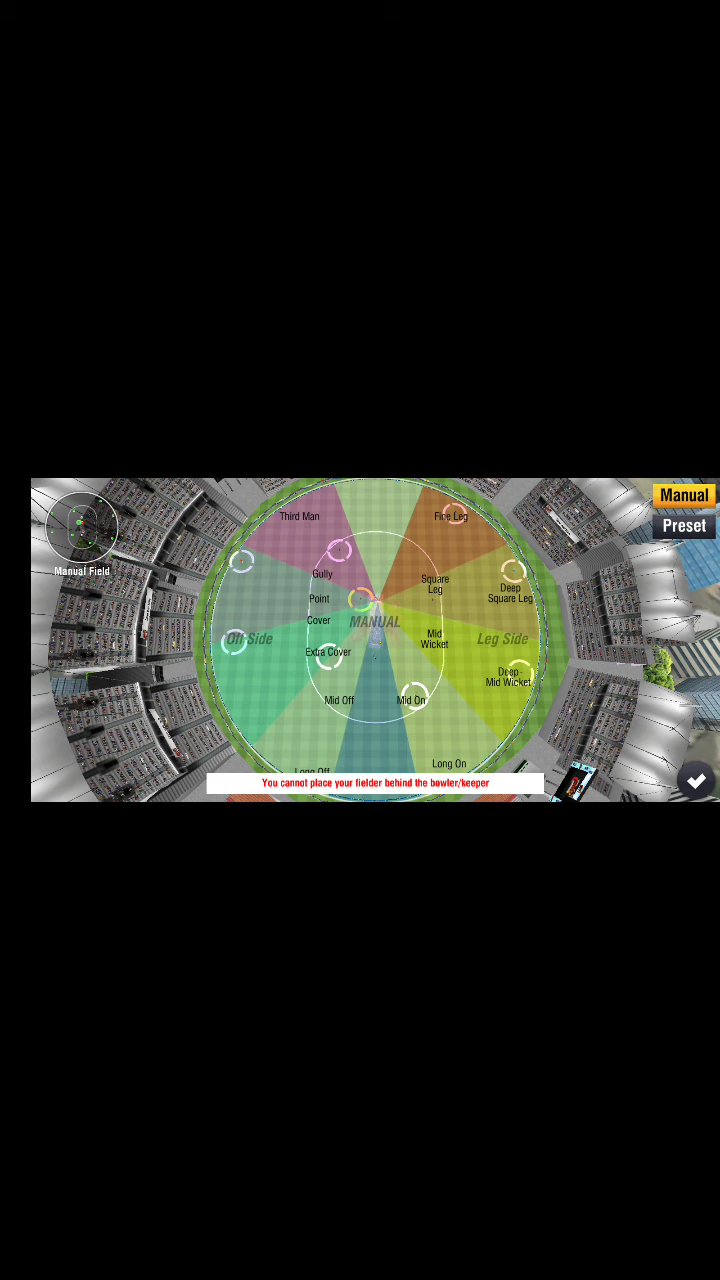 Manual
Preset
Manual Field
Third Man
Fine Leg
Gully
Square
Leg
Deep
Square Leg
Point
Cover
MANUAL
Off Side
Mid
Wicket
Leg Side
Extra Cover
Deep -
Mid Wicket
Mid Off
Mid On
Long On
Long Off
You cannot place your fielder behind the bowler/keeper